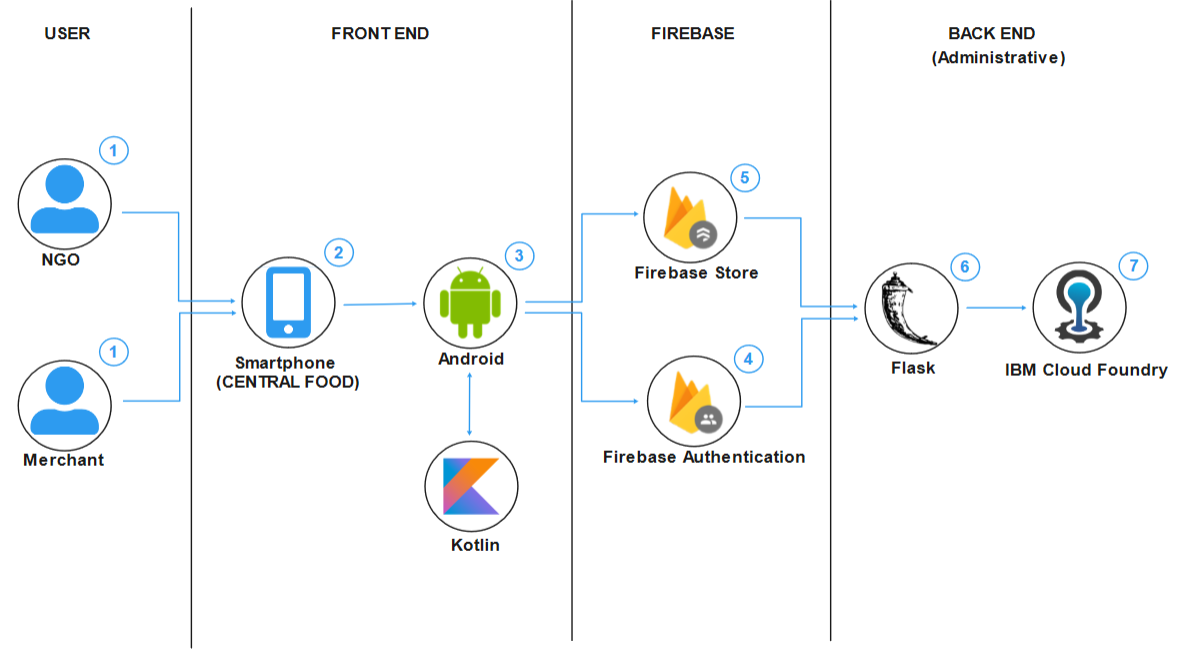 USER
FRONT END
FIREBASE
BACK END
(Administrative)
1
NGO
1
Merchant
2
Smartphone
(CENTRAL FOOD)
3
Android
Kotlin
5
Firebase Store
4
Firebase Authentication
6
Flask
7
IBM Cloud Foundry